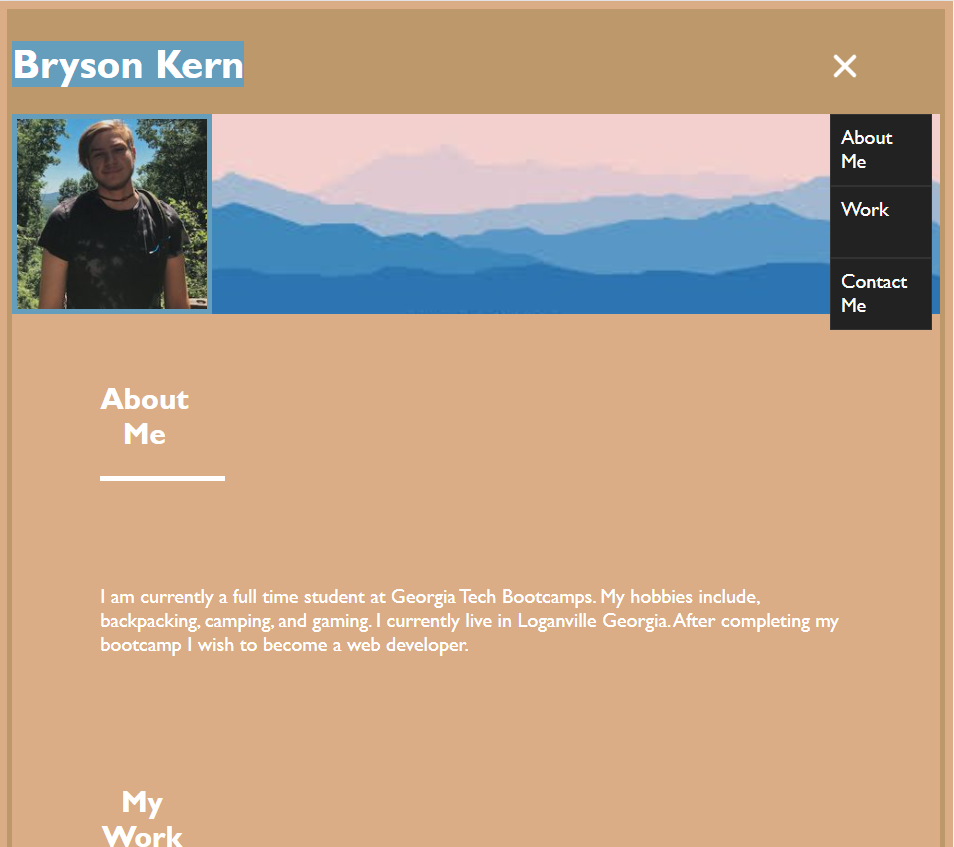 Bryson Kern
About
Me
Work
Contact
Me
About
Me
I am currently a full time student at Georgia Tech Bootcamps. My hobbies include,
backpacking, camping, and gaming. I currently live in Loganville Georgia. After completing my
bootcamp I wish to become a web developer.
My
Work